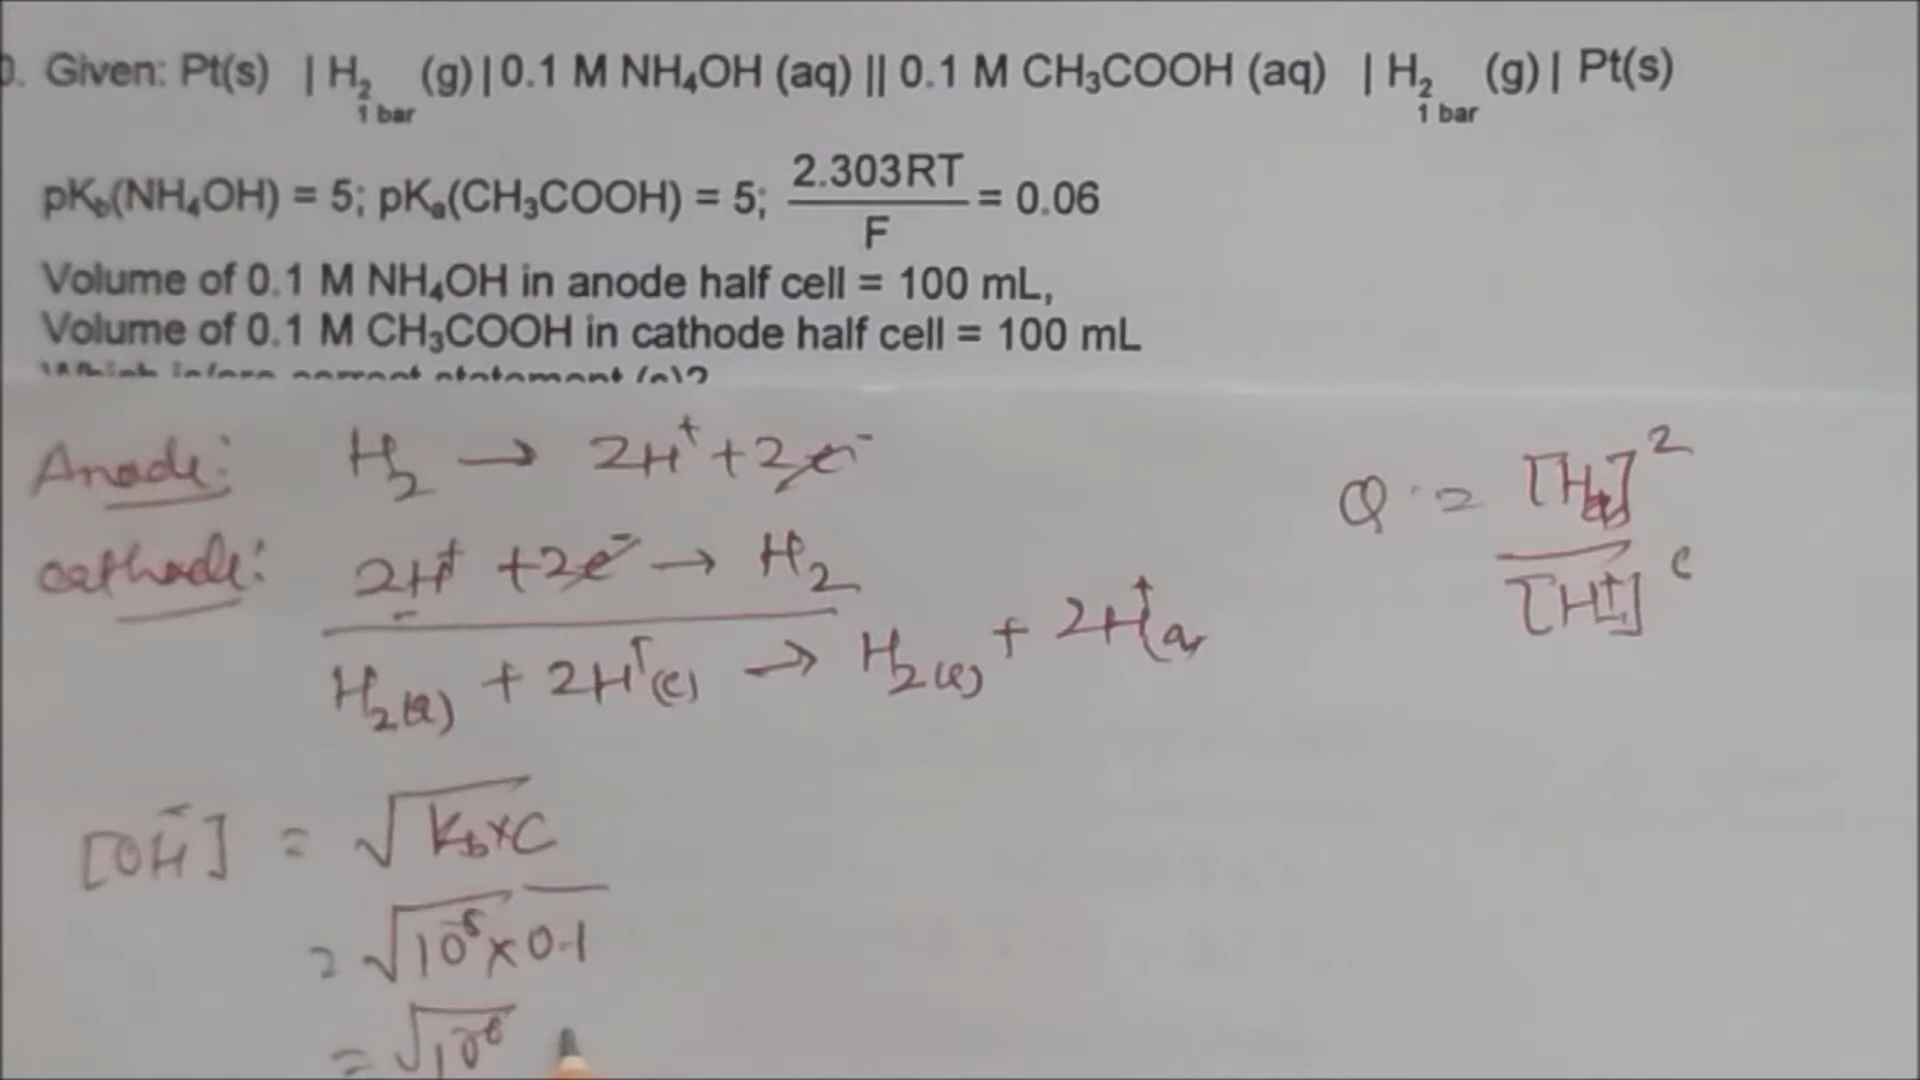 Given: Pt(s) | H₂ (g) | 0.1 M NH₄OH (aq) || 0.1 M CH₃COOH (aq) | H₂ (g) | Pt(s)
1 bar 1 bar
pK_b(NH₄OH) = 5; pKₐ(CH₃COOH) = 5; 2.303RT / F = 0.06
Volume of 0.1 M NH₄OH in anode half cell = 100 mL,
Volume of 0.1 M CH₃COOH in cathode half cell = 100 mL
Anode: H₂ → 2H⁺ + 2e⁻
cathode: 2H⁺ + 2e⁻ → H₂
H₂(a) + 2H⁺(c) → H₂(c) + 2H⁺(a
Q = [H ]² / [H⁺] c
[OH⁻] = √K_b×C
= √10⁻⁵ × 0.1
= √10⁻⁶